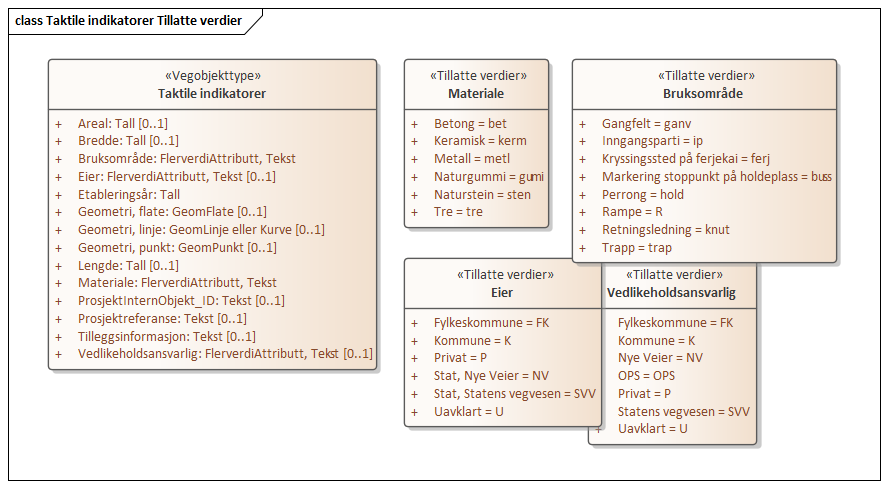 class Taktile indikatorer Tillatte verdier
«Vegobjekttype»
Taktile indikatorer
+ Areal: Tall [0..1]
+ Bredde: Tall [0..1]
+ Bruksområde: FlerverdiAttributt, Tekst
+ Eier: FlerverdiAttributt, Tekst [0..1]
+ Etableringsår: Tall
+ Geometri, flate: GeomFlate [0..1]
+ Geometri, linje: GeomLinje eller Kurve [0..1]
+ Geometri, punkt: GeomPunkt [0..1]
+ Lengde: Tall [0..1]
+ Materiale: FlerverdiAttributt, Tekst
+ ProsjektInternObjekt_ID: Tekst [0..1]
+ Prosjektreferanse: Tekst [0..1]
+ Tilleggsinformasjon: Tekst [0..1]
+ Vedlikeholdsansvarlig: FlerverdiAttributt, Tekst [0..1]
«Tillatte verdier»
Materiale
+ Betong = bet
+ Keramisk = kerm
+ Metall = metl
+ Naturgummi = gumi
+ Naturstein = sten
+ Tre = tre
«Tillatte verdier»
Bruksområde
+ Gangfelt = ganv
+ Inngangsparti = ip
+ Kryssingssted på ferjekai = ferj
+ Markering stoppunkt på holdeplass = buss
+ Perrong = hold
+ Rampe = R
+ Retningsledning = knut
+ Trapp = trap
«Tillatte verdier»
Eier
+ Fylkeskommune = FK
+ Kommune = K
+ Privat = P
+ Stat, Nye Veier = NV
+ Stat, Statens vegvesen = SVV
+ Uavklart = U
«Tillatte verdier»
Vedlikeholdsansvarlig
Fylkeskommune = FK
Kommune = K
Nye Veier = NV
OPS = OPS
Privat = P
Statens vegvesen = SVV
+ Uavklart = U